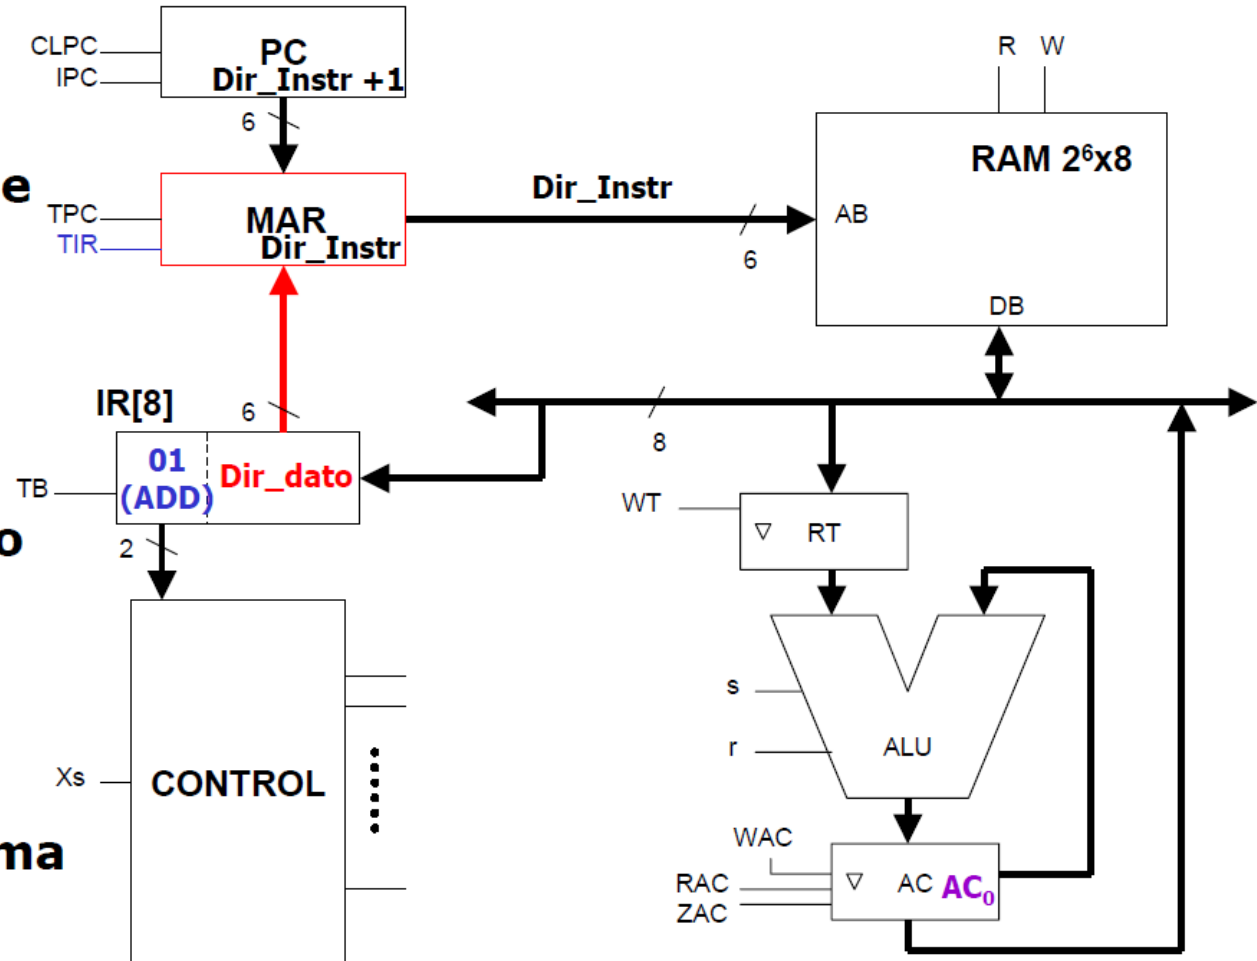 CLPC
IPC
PC
Dir_Instr +1
6
R W
RAM 2⁶x8
e
TPC
TIR
MAR
Dir_Instr
Dir_Instr
6
AB
DB
IR[8]
6
8
TB
01
(ADD)
Dir_dato
WT
RT
o
2
s
r
ALU
Xs
CONTROL
ma
WAC
RAC
ZAC
AC AC₀